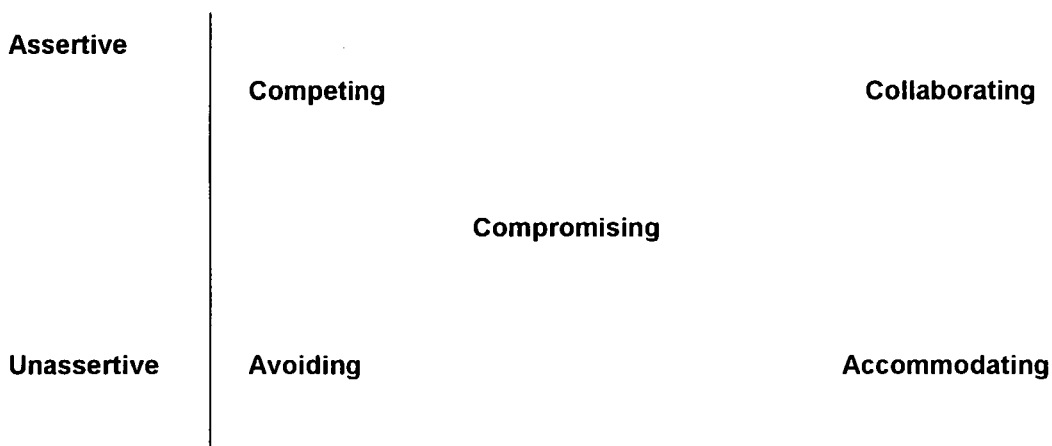 Assertive
Competing Collaborating
Compromising
Unassertive Avoiding Accommodating